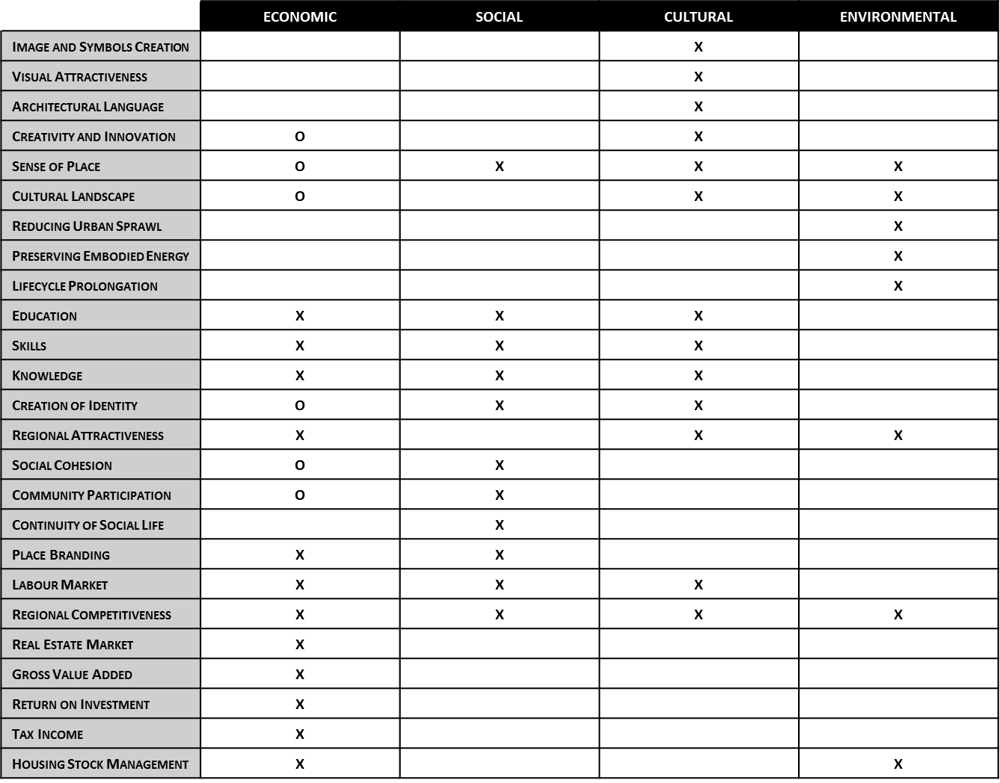 ECONOMIC SOCIAL CULTURAL ENVIRONMENTAL
IMAGE AND SYMBOLS CREATION X
VISUAL ATTRACTIVENESS X
ARCHITECTURAL LANGUAGE X
CREATIVITY AND INNOVATION O X
SENSE OF PLACE O X X X
CULTURAL LANDSCAPE O X X
REDUCING URBAN SPRAWL X
PRESERVING EMBODIED ENERGY X
LIFECYCLE PROLONGATION X
EDUCATION X X X
SKILLS X X X
KNOWLEDGE X X X
CREATION OF IDENTITY O X X
REGIONAL ATTRACTIVENESS X X X
SOCIAL COHESION O X
COMMUNITY PARTICIPATION O X
CONTINUITY OF SOCIAL LIFE X
PLACE BRANDING X X
LABOUR MARKET X X X
REGIONAL COMPETITIVENESS X X X X
REAL ESTATE MARKET X
GROSS VALUE ADDED X
RETURN ON INVESTMENT X
TAX INCOME X
HOUSING STOCK MANAGEMENT X X